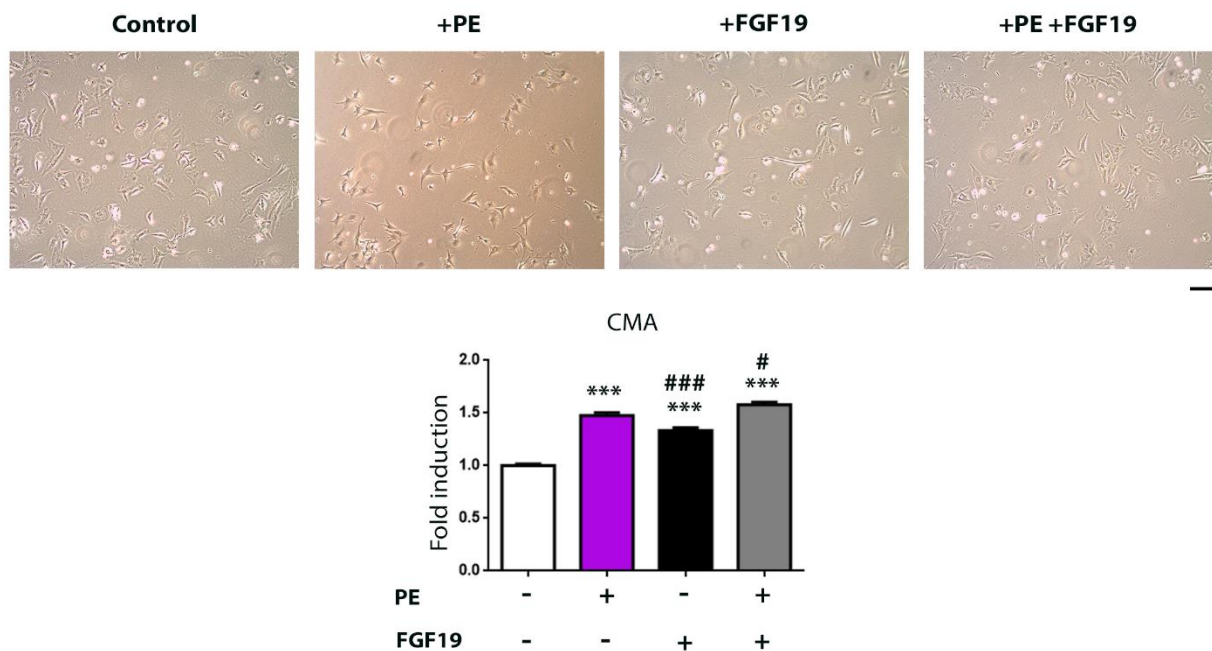 Control +PE +FGF19 +PE +FGF19
CMA
Fold induction
2.0
1.5
1.0
0.5
0.0
***
###
***
#
***
PE - + - +
FGF19 - - + +